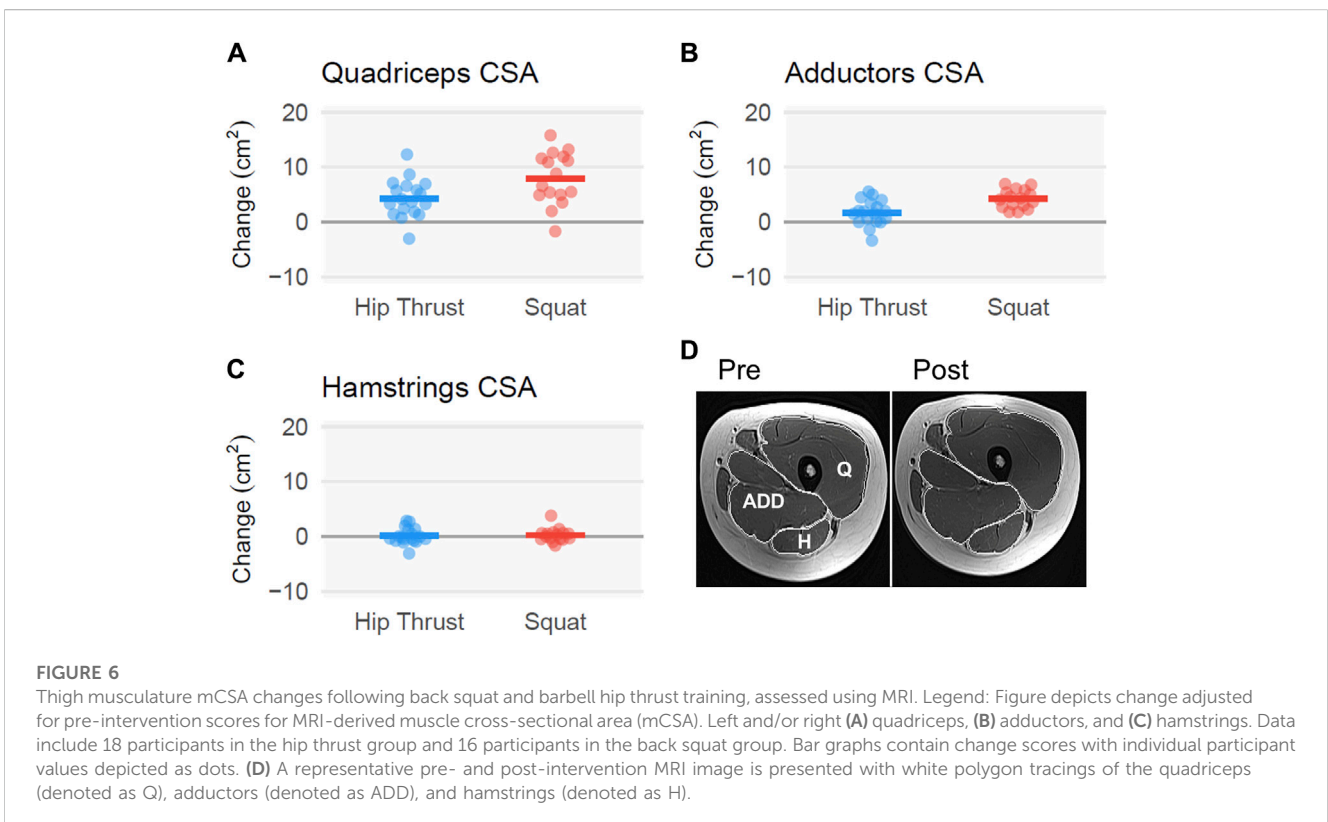 A
Quadriceps CSA
Change (cm²)
20
10
0
−10
Hip Thrust
Squat
B
Adductors CSA
Change (cm²)
20
10
0
−10
Hip Thrust
Squat
C
Hamstrings CSA
Change (cm²)
20
10
0
−10
Hip Thrust
Squat
D
Pre
Post
Q
ADD
H
FIGURE 6
Thigh musculature mCSA changes following back squat and barbell hip thrust training, assessed using MRI. Legend: Figure depicts change adjusted
for pre-intervention scores for MRI-derived muscle cross-sectional area (mCSA). Left and/or right (A) quadriceps, (B) adductors, and (C) hamstrings. Data
include 18 participants in the hip thrust group and 16 participants in the back squat group. Bar graphs contain change scores with individual participant
values depicted as dots. (D) A representative pre- and post-intervention MRI image is presented with white polygon tracings of the quadriceps
(denoted as Q), adductors (denoted as ADD), and hamstrings (denoted as H).